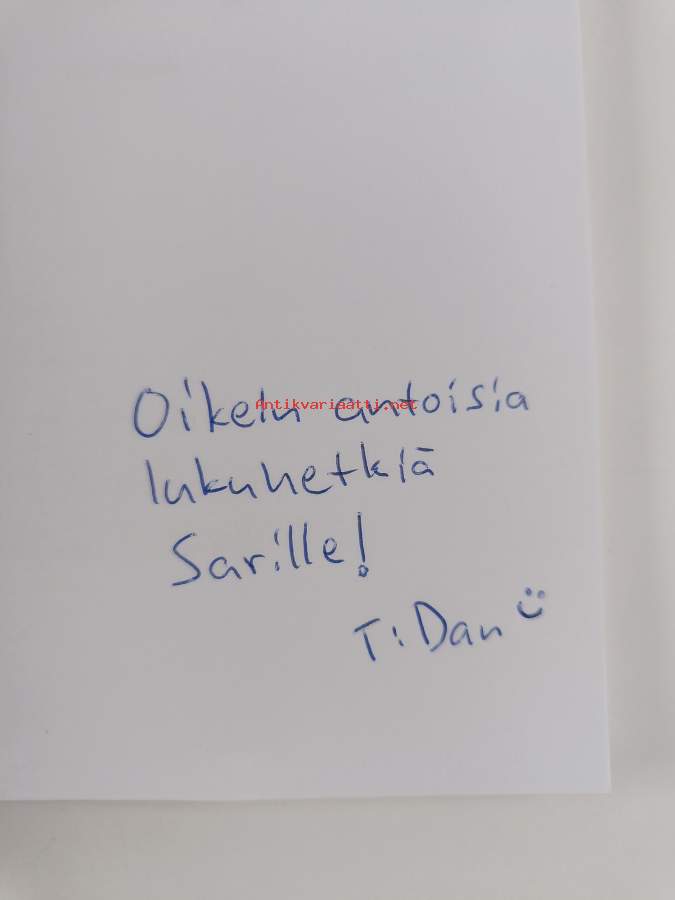 Oikein antoisia
Antikvariaatti.net
lukuhetkiä
Sarille!
T: Dan